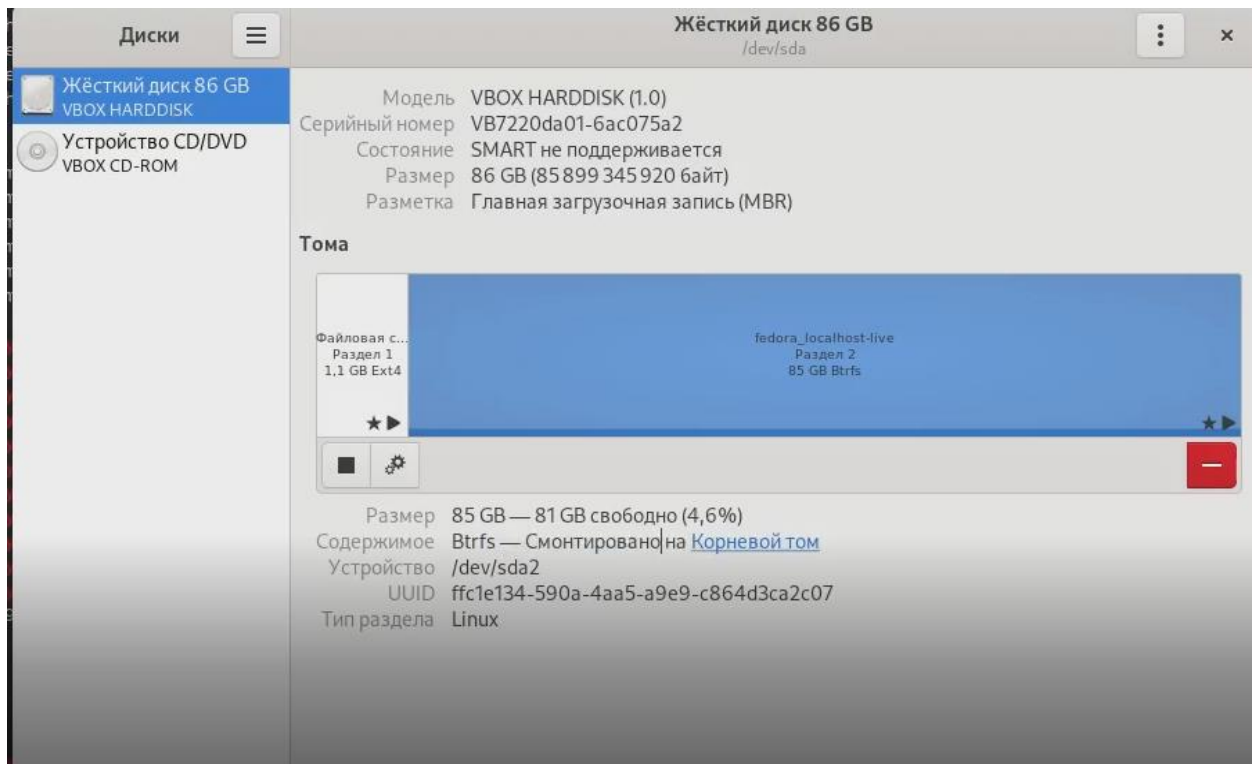 Диски
Жёсткий диск 86 GB
/dev/sda
Жёсткий диск 86 GB
VBOX HARDDISK
Устройство CD/DVD
VBOX CD-ROM
Модель VBOX HARDDISK (1.0)
Серийный номер VB7220da01-6ac075a2
Состояние SMART не поддерживается
Размер 86 GB (85 899 345 920 байт)
Разметка Главная загрузочная запись (MBR)
Тома
Файловая с...
Раздел 1
1,1 GB Ext4
fedora_localhost-live
Раздел 2
85 GB Btrfs
Размер 85 GB — 81 GB свободно (4,6%)
Содержимое Btrfs — Смонтировано на Корневой том
Устройство /dev/sda2
UUID ffc1e134-590a-4aa5-a9e9-c864d3ca2c07
Тип раздела Linux